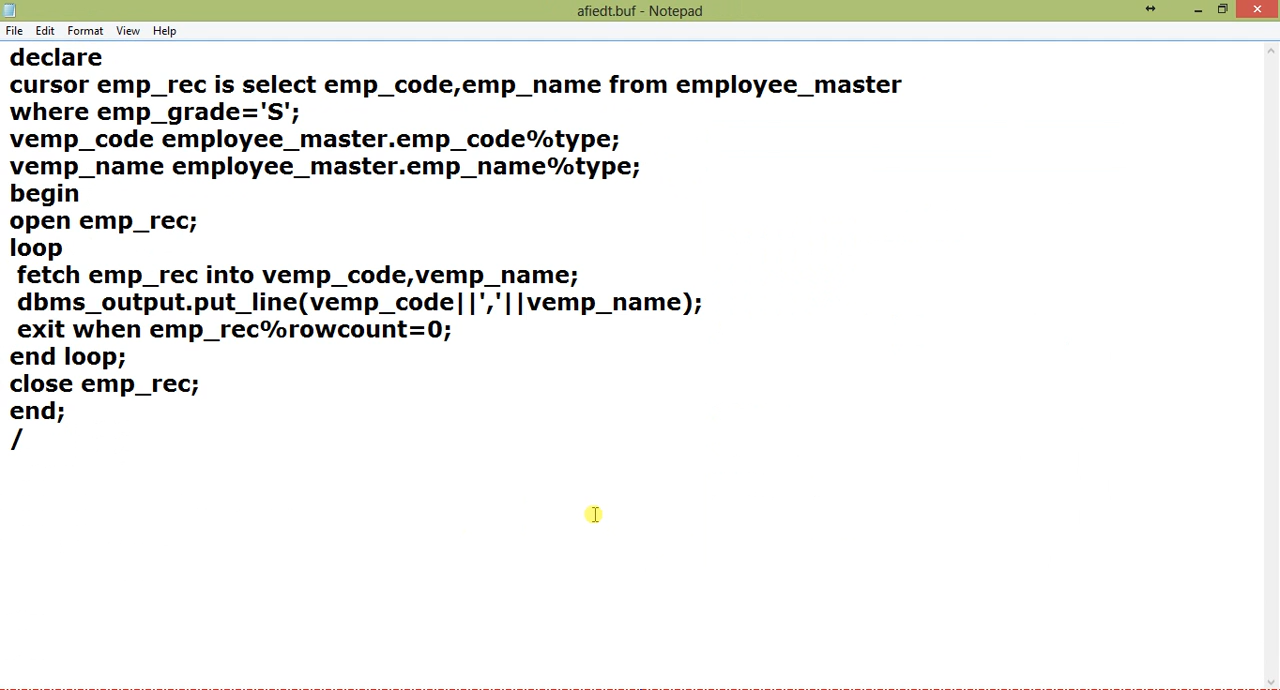 afiedt.buf - Notepad
File Edit Format View Help
declare
cursor emp_rec is select emp_code,emp_name from employee_master
where emp_grade='S';
vemp_code employee_master.emp_code%type;
vemp_name employee_master.emp_name%type;
begin
open emp_rec;
loop
 fetch emp_rec into vemp_code,vemp_name;
 dbms_output.put_line(vemp_code||','||vemp_name);
 exit when emp_rec%rowcount=0;
end loop;
close emp_rec;
end;
/